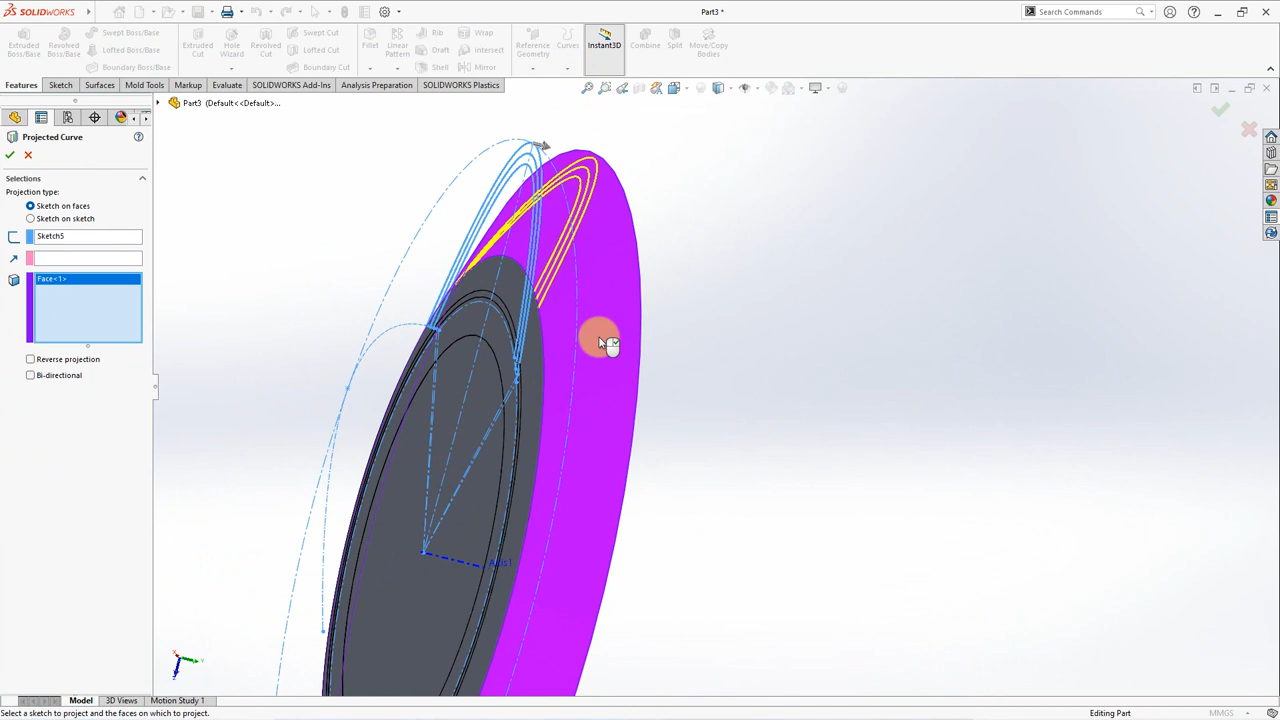 SOLIDWORKS
Part3 *
Search Commands
Extruded Boss/Base
Revolved Boss/Base
Swept Boss/Base
Lofted Boss/Base
Boundary Boss/Base
Extruded Cut
Hole Wizard
Revolved Cut
Swept Cut
Lofted Cut
Boundary Cut
Fillet
Linear Pattern
Rib
Draft
Shell
Wrap
Intersect
Mirror
Reference Geometry
Curves
Instant3D
Combine
Split
Move/Copy Bodies
Features
Sketch
Surfaces
Mold Tools
Markup
Evaluate
SOLIDWORKS Add-Ins
Analysis Preparation
SOLIDWORKS Plastics
Part3 (Default<<Default>...
Projected Curve
Selections
Projection type:
Sketch on faces
Sketch on sketch
Sketch5
Face<1>
Reverse projection
Bi-directional
Axis1
Model
3D Views
Motion Study 1
Select a sketch to project and the faces on which to project.
Editing Part
MMGS